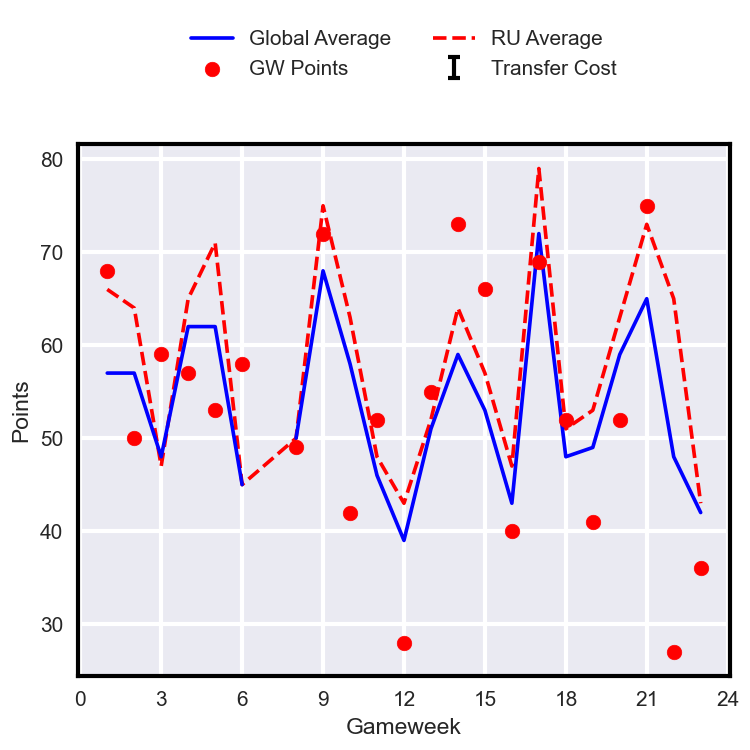 Global Average
RU Average
GW Points
Transfer Cost
80
70
60
50
40
30
Points
0 3 6 9 12 15 18 21 24
Gameweek